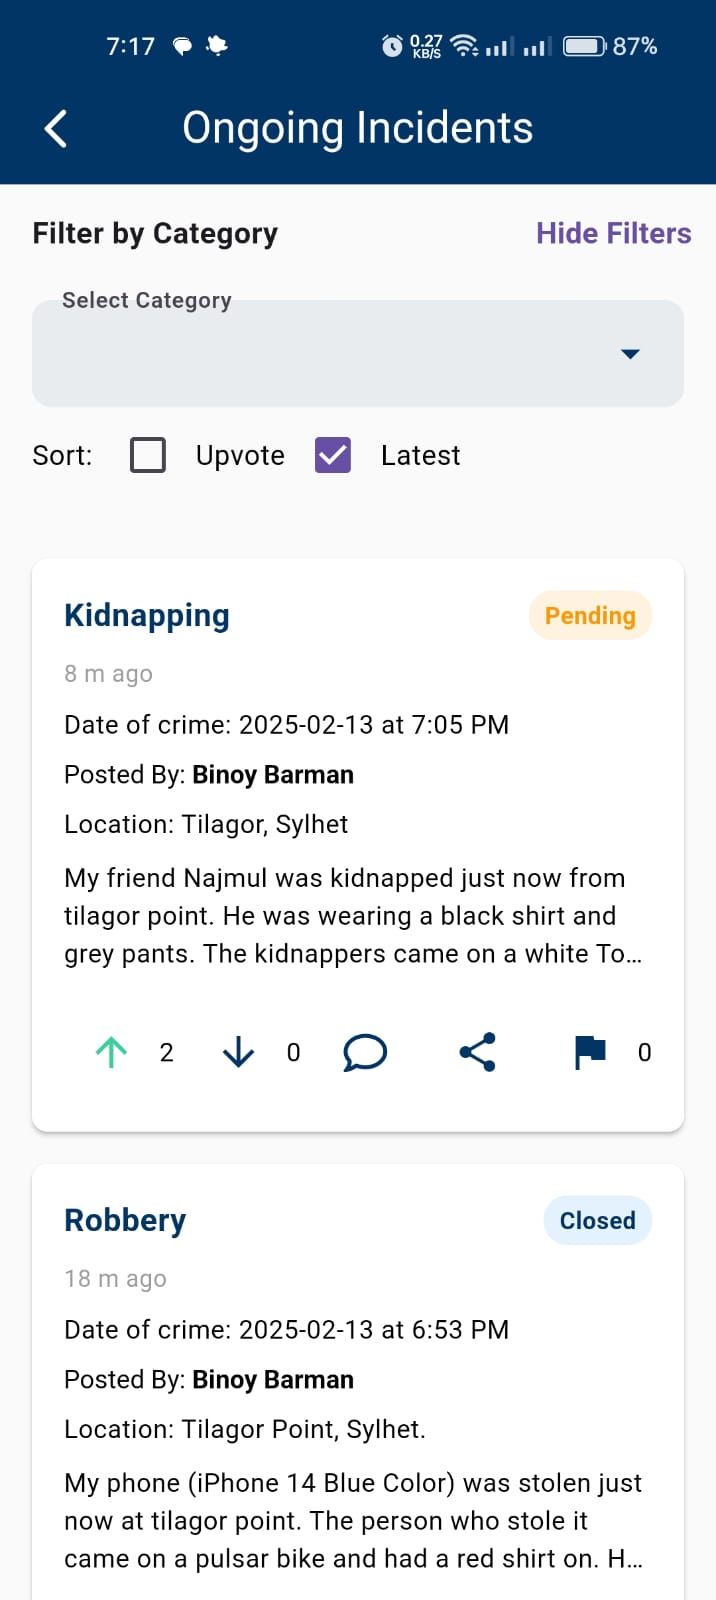 7:17 0.27 KB/S 87%
Ongoing Incidents
Filter by Category Hide Filters
Select Category
Sort: Upvote Latest
Kidnapping Pending
8 m ago
Date of crime: 2025-02-13 at 7:05 PM
Posted By: Binoy Barman
Location: Tilagor, Sylhet
My friend Najmul was kidnapped just now from
tilagor point. He was wearing a black shirt and
grey pants. The kidnappers came on a white To...
2 0 0
Robbery Closed
18 m ago
Date of crime: 2025-02-13 at 6:53 PM
Posted By: Binoy Barman
Location: Tilagor Point, Sylhet.
My phone (iPhone 14 Blue Color) was stolen just
now at tilagor point. The person who stole it
came on a pulsar bike and had a red shirt on. H...